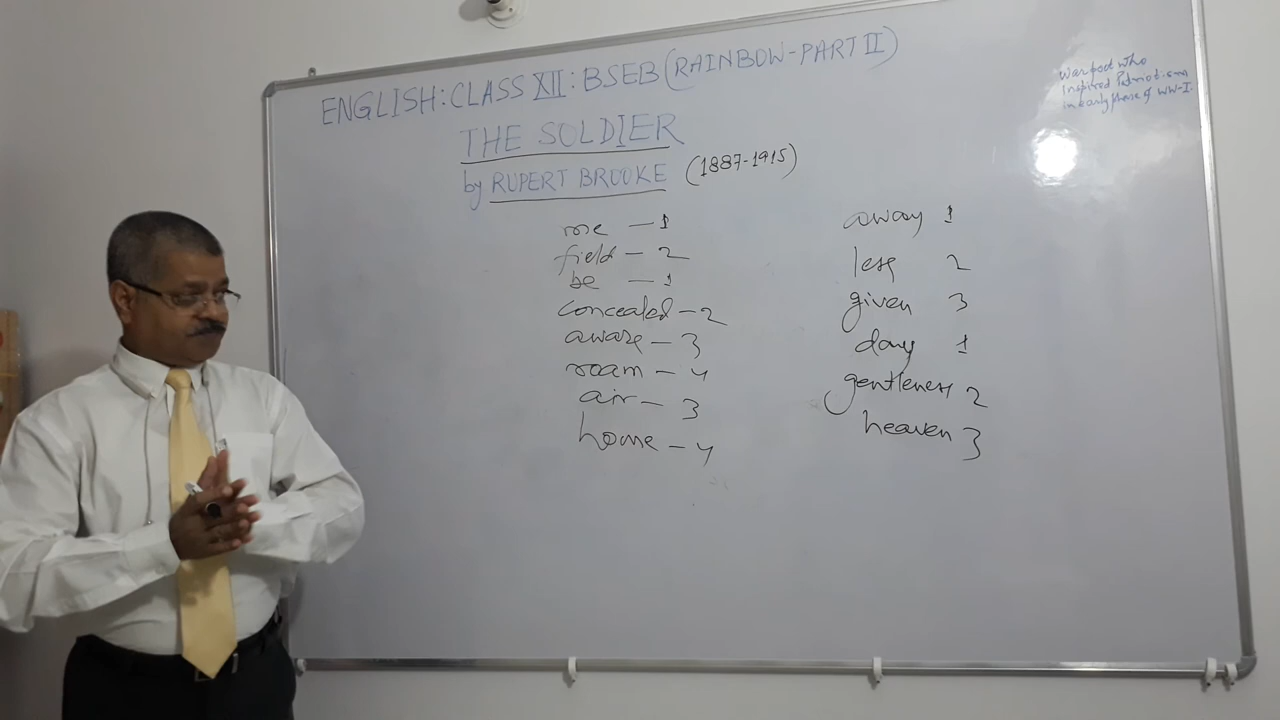 ENGLISH: CLASS XII: BSEB (RAINBOW-PART II)
THE SOLDIER
by RUPERT BROOKE (1887-1915)
War poet who
inspired Patriotism
in early phase of WW-I.
me — 1
field — 2
be — 1
concealed — 2
aware — 3
roam — 4
air — 3
home — 4
away 1
less 2
given 3
day 1
gentleness 2
heaven 3